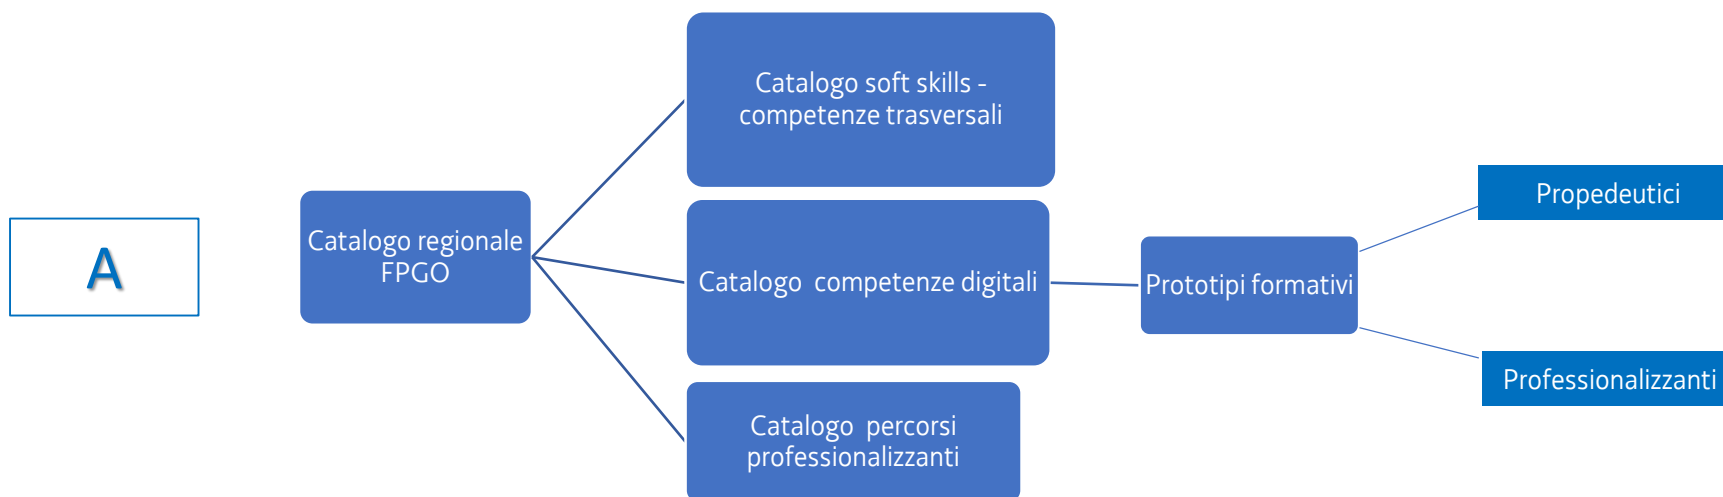 A
Catalogo regionale
FPGO
Catalogo soft skills -
competenze trasversali
Catalogo  competenze digitali
Catalogo  percorsi
professionalizzanti
Prototipi formativi
Propedeutici
Professionalizzanti